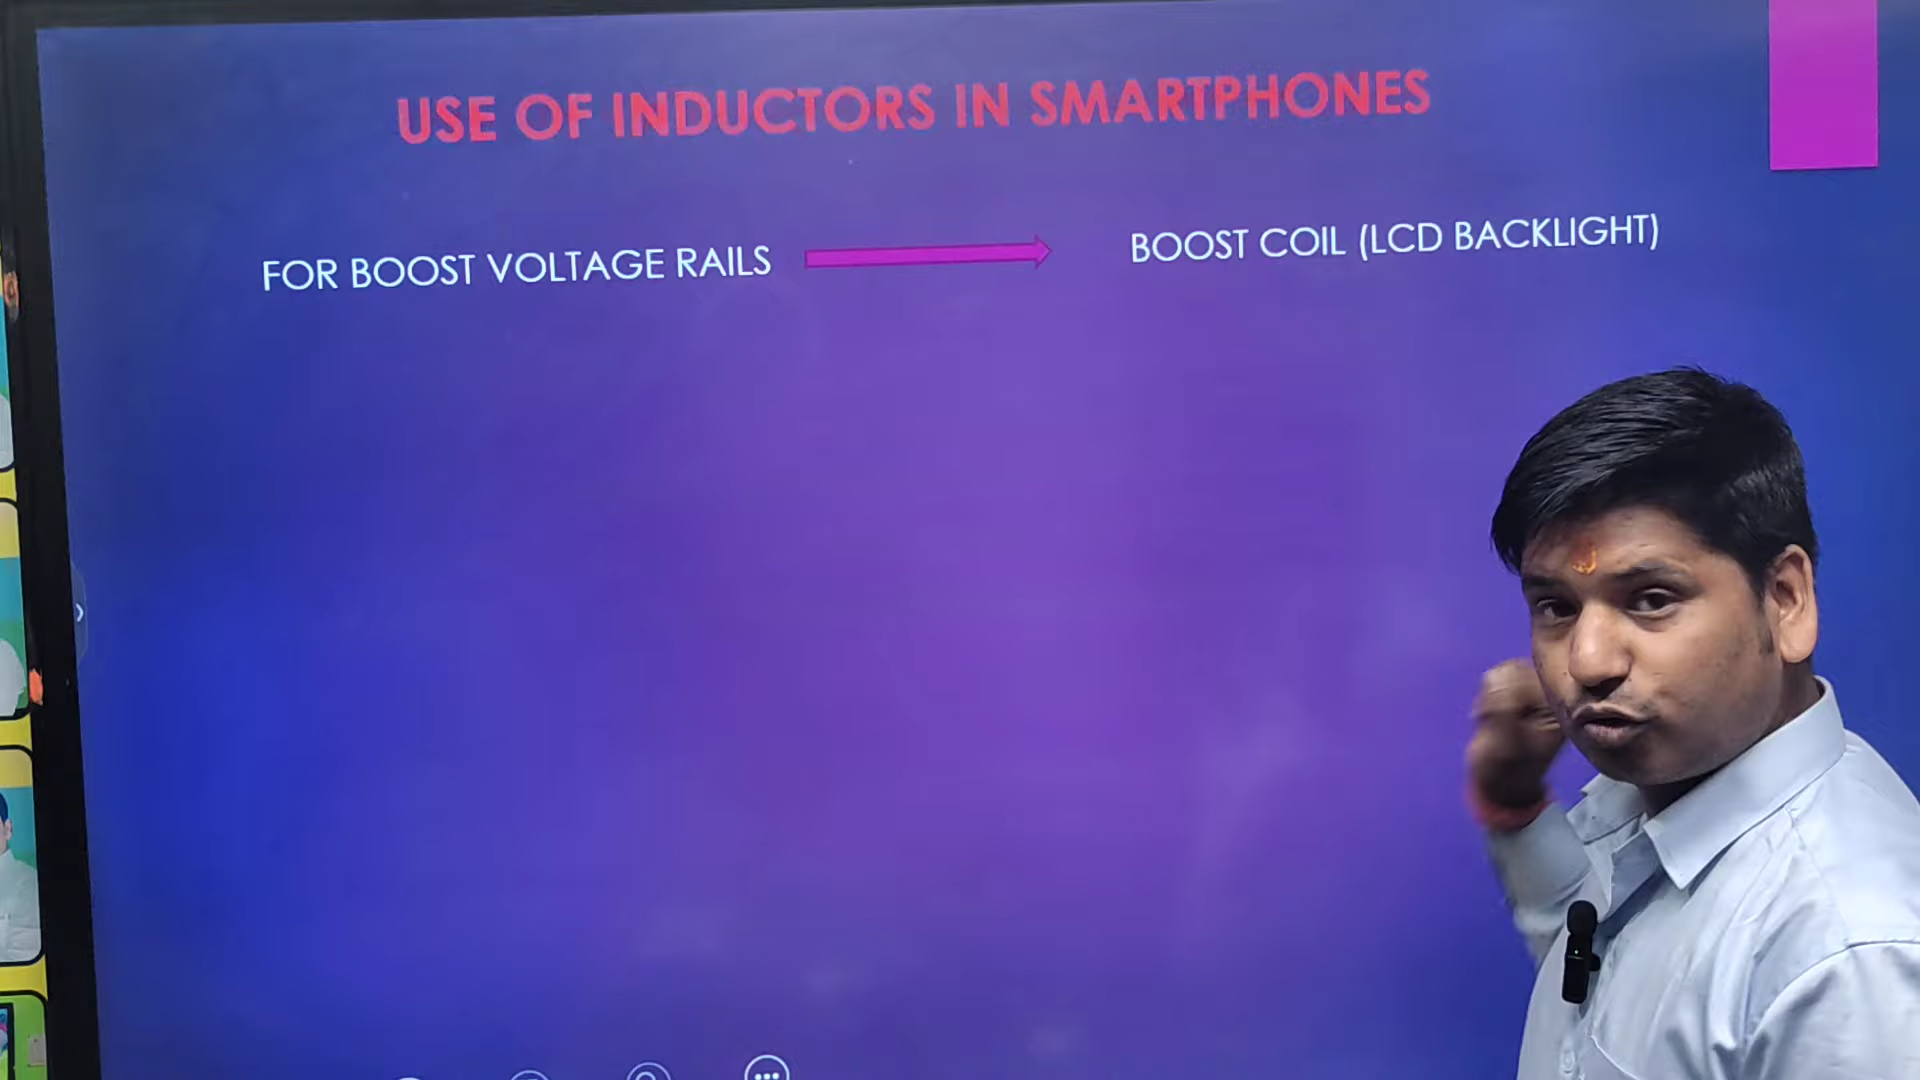 USE OF INDUCTORS IN SMARTPHONES
FOR BOOST VOLTAGE RAILS
BOOST COIL (LCD BACKLIGHT)